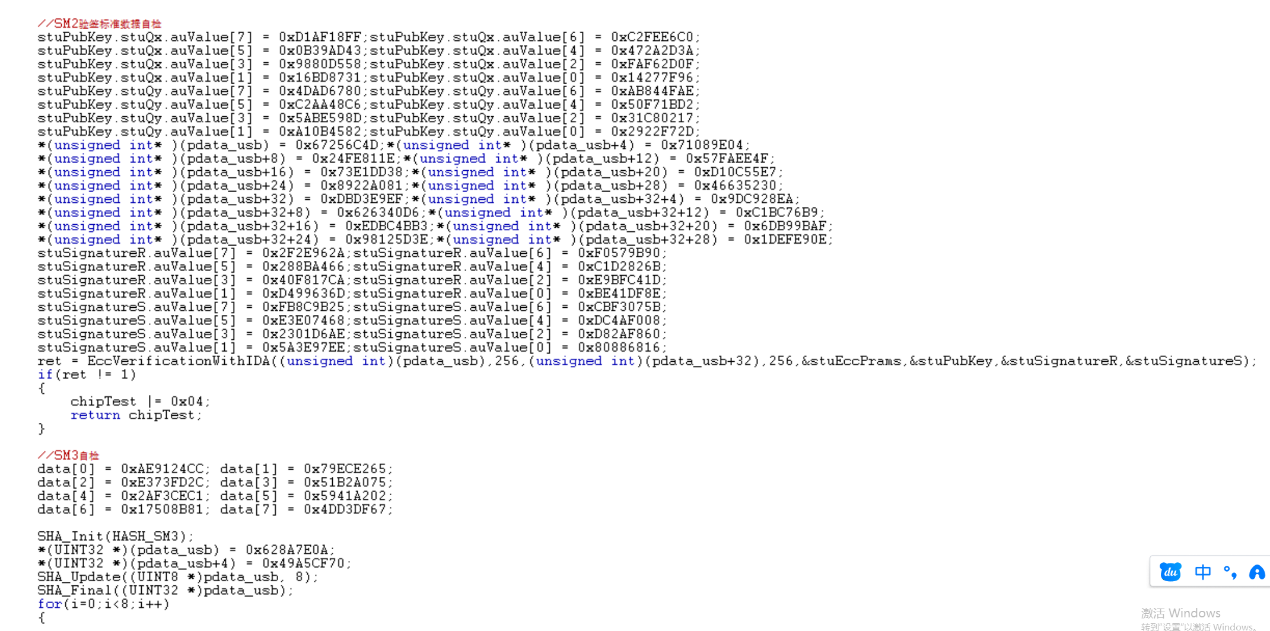 //SM2验签标准数据自检
stuPubKey.stuQx.auValue[7] = 0xD1AF18FF;stuPubKey.stuQx.auValue[6] = 0xC2FEE6C0;
stuPubKey.stuQx.auValue[5] = 0x0B39AD43;stuPubKey.stuQx.auValue[4] = 0x472A2D3A;
stuPubKey.stuQx.auValue[3] = 0x9880D558;stuPubKey.stuQx.auValue[2] = 0xFAF62D0F;
stuPubKey.stuQx.auValue[1] = 0x16BD8731;stuPubKey.stuQx.auValue[0] = 0x14277F96;
stuPubKey.stuQy.auValue[7] = 0x4DAD6780;stuPubKey.stuQy.auValue[6] = 0xAB844FAE;
stuPubKey.stuQy.auValue[5] = 0xC2AA48C6;stuPubKey.stuQy.auValue[4] = 0x50F71BD2;
stuPubKey.stuQy.auValue[3] = 0x5ABE598D;stuPubKey.stuQy.auValue[2] = 0x31C80217;
stuPubKey.stuQy.auValue[1] = 0xA10B4582;stuPubKey.stuQy.auValue[0] = 0x2922F72D;
*(unsigned int* )(pdata_usb) = 0x67256C4D;*(unsigned int* )(pdata_usb+4) = 0x71089E04;
*(unsigned int* )(pdata_usb+8) = 0x24FE811E;*(unsigned int* )(pdata_usb+12) = 0x57FAEE4F;
*(unsigned int* )(pdata_usb+16) = 0x73E1DD38;*(unsigned int* )(pdata_usb+20) = 0xD10C55E7;
*(unsigned int* )(pdata_usb+24) = 0x8922A081;*(unsigned int* )(pdata_usb+28) = 0x46635230;
*(unsigned int* )(pdata_usb+32) = 0xDBD3E9EF;*(unsigned int* )(pdata_usb+32+4) = 0x9DC928EA;
*(unsigned int* )(pdata_usb+32+8) = 0x626340D6;*(unsigned int* )(pdata_usb+32+12) = 0xC1BC76B9;
*(unsigned int* )(pdata_usb+32+16) = 0xEDBC4BB3;*(unsigned int* )(pdata_usb+32+20) = 0x6DB99BAF;
*(unsigned int* )(pdata_usb+32+24) = 0x98125D3E;*(unsigned int* )(pdata_usb+32+28) = 0x1DEFE90E;
stuSignatureR.auValue[7] = 0x2F2E962A;stuSignatureR.auValue[6] = 0xF0579B90;
stuSignatureR.auValue[5] = 0x288BA466;stuSignatureR.auValue[4] = 0xC1D2826B;
stuSignatureR.auValue[3] = 0x40F817CA;stuSignatureR.auValue[2] = 0xE9BFC41D;
stuSignatureR.auValue[1] = 0xD499636D;stuSignatureR.auValue[0] = 0xBE41DF8E;
stuSignatureS.auValue[7] = 0xFB8C9B25;stuSignatureS.auValue[6] = 0xCBF3075B;
stuSignatureS.auValue[5] = 0xE3E07468;stuSignatureS.auValue[4] = 0xDC4AF008;
stuSignatureS.auValue[3] = 0x2301D6AE;stuSignatureS.auValue[2] = 0xD82AF860;
stuSignatureS.auValue[1] = 0x5A3E97EE;stuSignatureS.auValue[0] = 0x80886816;
ret = EccVerificationWithIDA((unsigned int)(pdata_usb),256,(unsigned int)(pdata_usb+32),256,&stuEccPrams,&stuPubKey,&stuSignatureR,&stuSignatureS);
if(ret != 1)
{
chipTest |= 0x04;
return chipTest;
}
//SM3自检
data[0] = 0xAE9124CC; data[1] = 0x79ECE265;
data[2] = 0xE373FD2C; data[3] = 0x51B2A075;
data[4] = 0x2AF3CEC1; data[5] = 0x5941A202;
data[6] = 0x17508B81; data[7] = 0x4DD3DF67;
SHA_Init(HASH_SM3);
*(UINT32 *)(pdata_usb) = 0x628A7E0A;
*(UINT32 *)(pdata_usb+4) = 0x49A5CF70;
SHA_Update((UINT8 *)pdata_usb, 8);
SHA_Final((UINT32 *)pdata_usb);
for(i=0;i<8;i++)
{
du 中 °,
激活 Windows
转到"设置"以激活 Windows。